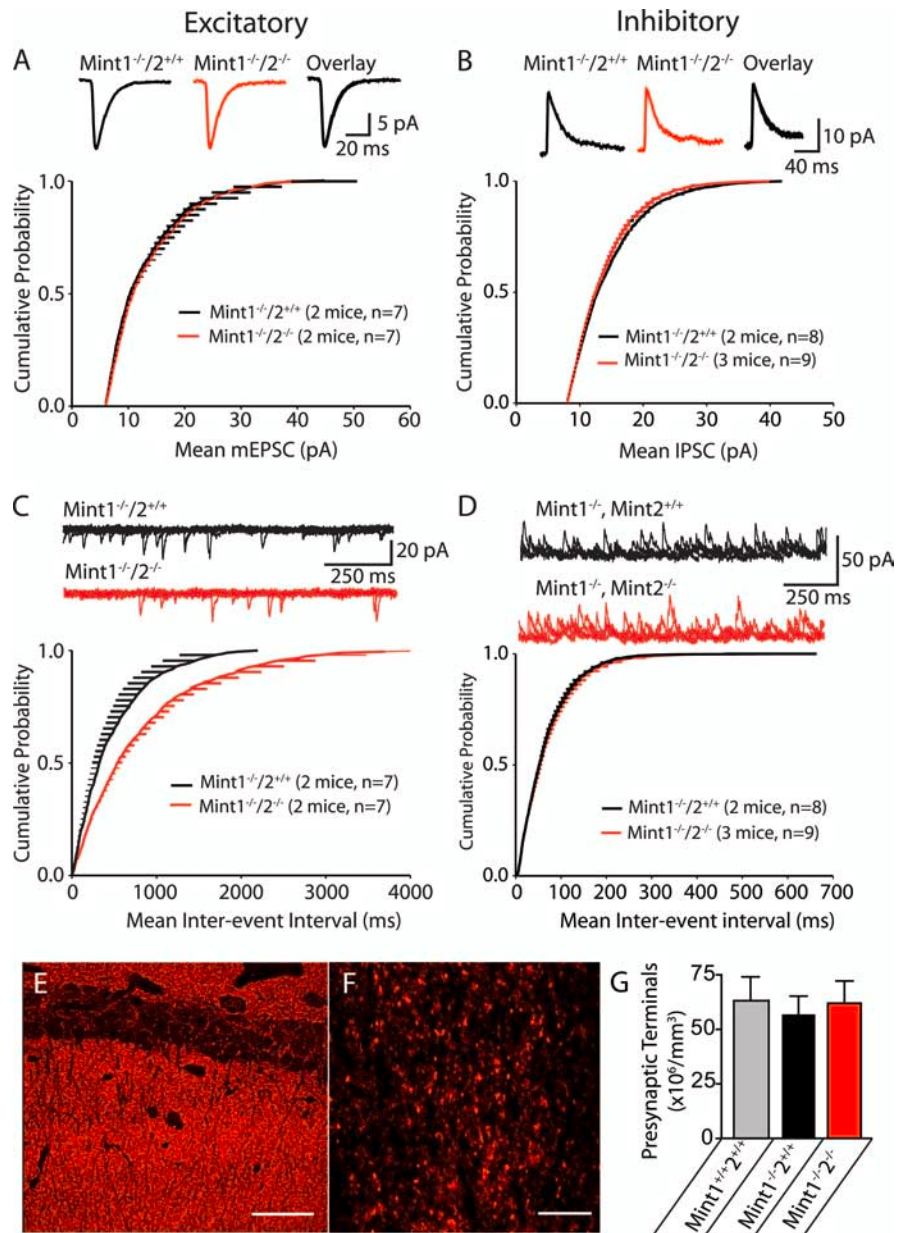 Excitatory
Inhibitory
A
Mint1⁻/⁻/2⁺/⁺ Mint1⁻/⁻/2⁻/⁻ Overlay
5 pA
20 ms
1.0
0.5
0.0
Cumulative Probability
Mint1⁻/⁻/2⁺/⁺ (2 mice, n=7)
Mint1⁻/⁻/2⁻/⁻ (2 mice, n=7)
0 10 20 30 40 50 60
Mean mEPSC (pA)
B
Mint1⁻/⁻/2⁺/⁺ Mint1⁻/⁻/2⁻/⁻ Overlay
10 pA
40 ms
1.0
0.5
0.0
Cumulative Probability
Mint1⁻/⁻/2⁺/⁺ (2 mice, n=8)
Mint1⁻/⁻/2⁻/⁻ (3 mice, n=9)
0 10 20 30 40 50
Mean IPSC (pA)
C
Mint1⁻/⁻/2⁺/⁺
20 pA
250 ms
Mint1⁻/⁻/2⁻/⁻
1.0
0.5
0.0
Cumulative Probability
Mint1⁻/⁻/2⁺/⁺ (2 mice, n=7)
Mint1⁻/⁻/2⁻/⁻ (2 mice, n=7)
0 1000 2000 3000 4000
Mean Inter-event Interval (ms)
D
Mint1⁻/⁻, Mint2⁺/⁺
50 pA
250 ms
Mint1⁻/⁻, Mint2⁻/⁻
1.0
0.5
0.0
Cumulative Probability
Mint1⁻/⁻/2⁺/⁺ (2 mice, n=8)
Mint1⁻/⁻/2⁻/⁻ (3 mice, n=9)
0 100 200 300 400 500 600 700
Mean Inter-event interval (ms)
E
F
G
75
50
25
0
Presynaptic Terminals
(x10⁶/mm³)
Mint1⁺/⁺2⁺/⁺
Mint1⁻/⁻2⁺/⁺
Mint1⁻/⁻2⁻/⁻